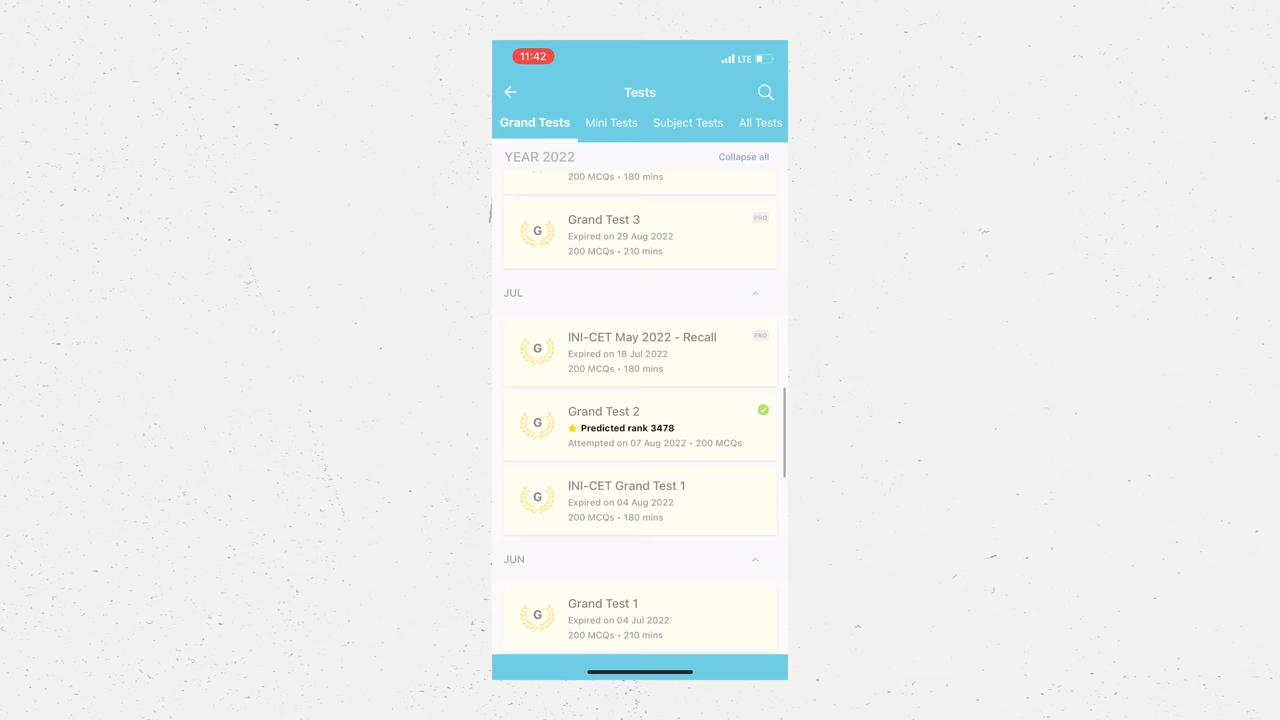 11:42
LTE
Tests
Grand Tests Mini Tests Subject Tests All Tests
YEAR 2022 Collapse all
200 MCQs • 180 mins
Grand Test 3 PRO
G
Expired on 29 Aug 2022
200 MCQs • 210 mins
JUL
INI-CET May 2022 - Recall PRO
G
Expired on 18 Jul 2022
200 MCQs • 180 mins
Grand Test 2
G
Predicted rank 3478
Attempted on 07 Aug 2022 • 200 MCQs
INI-CET Grand Test 1
G
Expired on 04 Aug 2022
200 MCQs • 180 mins
JUN
Grand Test 1
G
Expired on 04 Jul 2022
200 MCQs • 210 mins